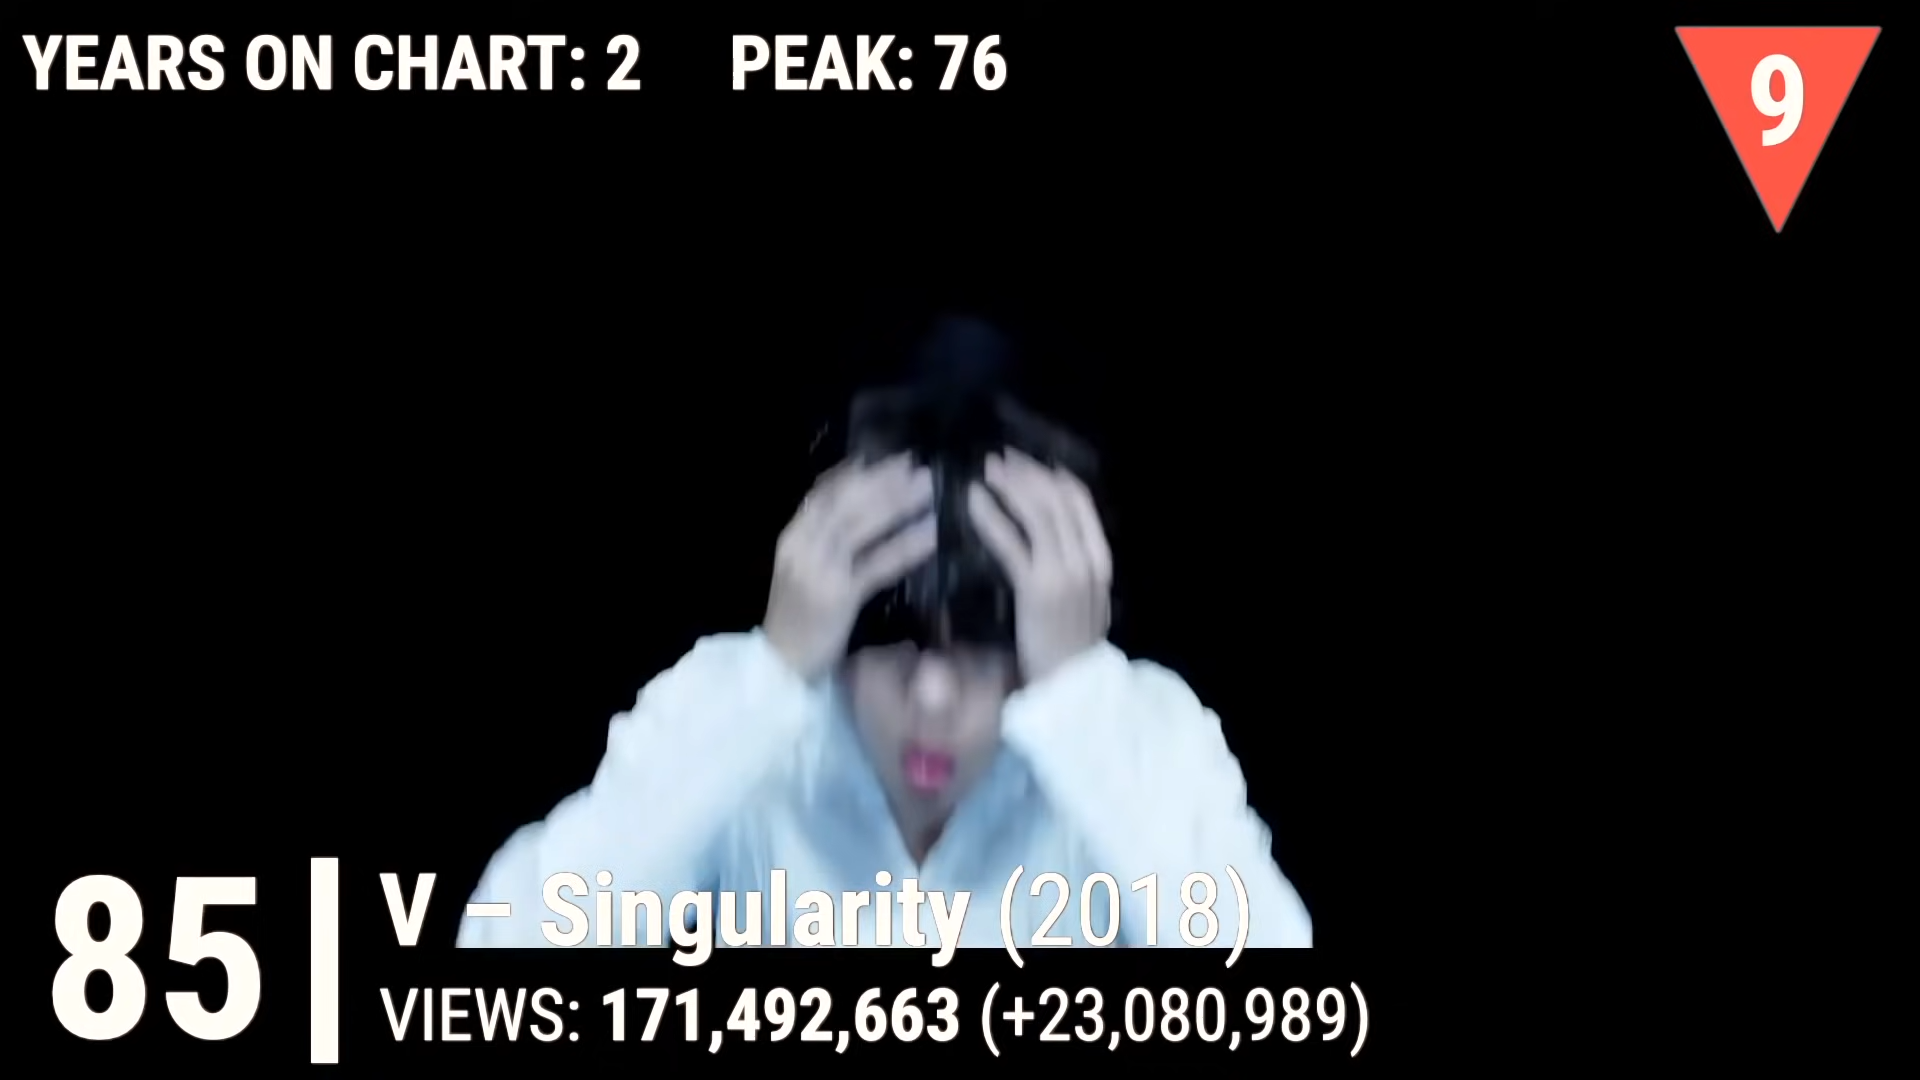 YEARS ON CHART: 2 PEAK: 76
9
85
V – Singularity (2018)
VIEWS: 171,492,663 (+23,080,989)